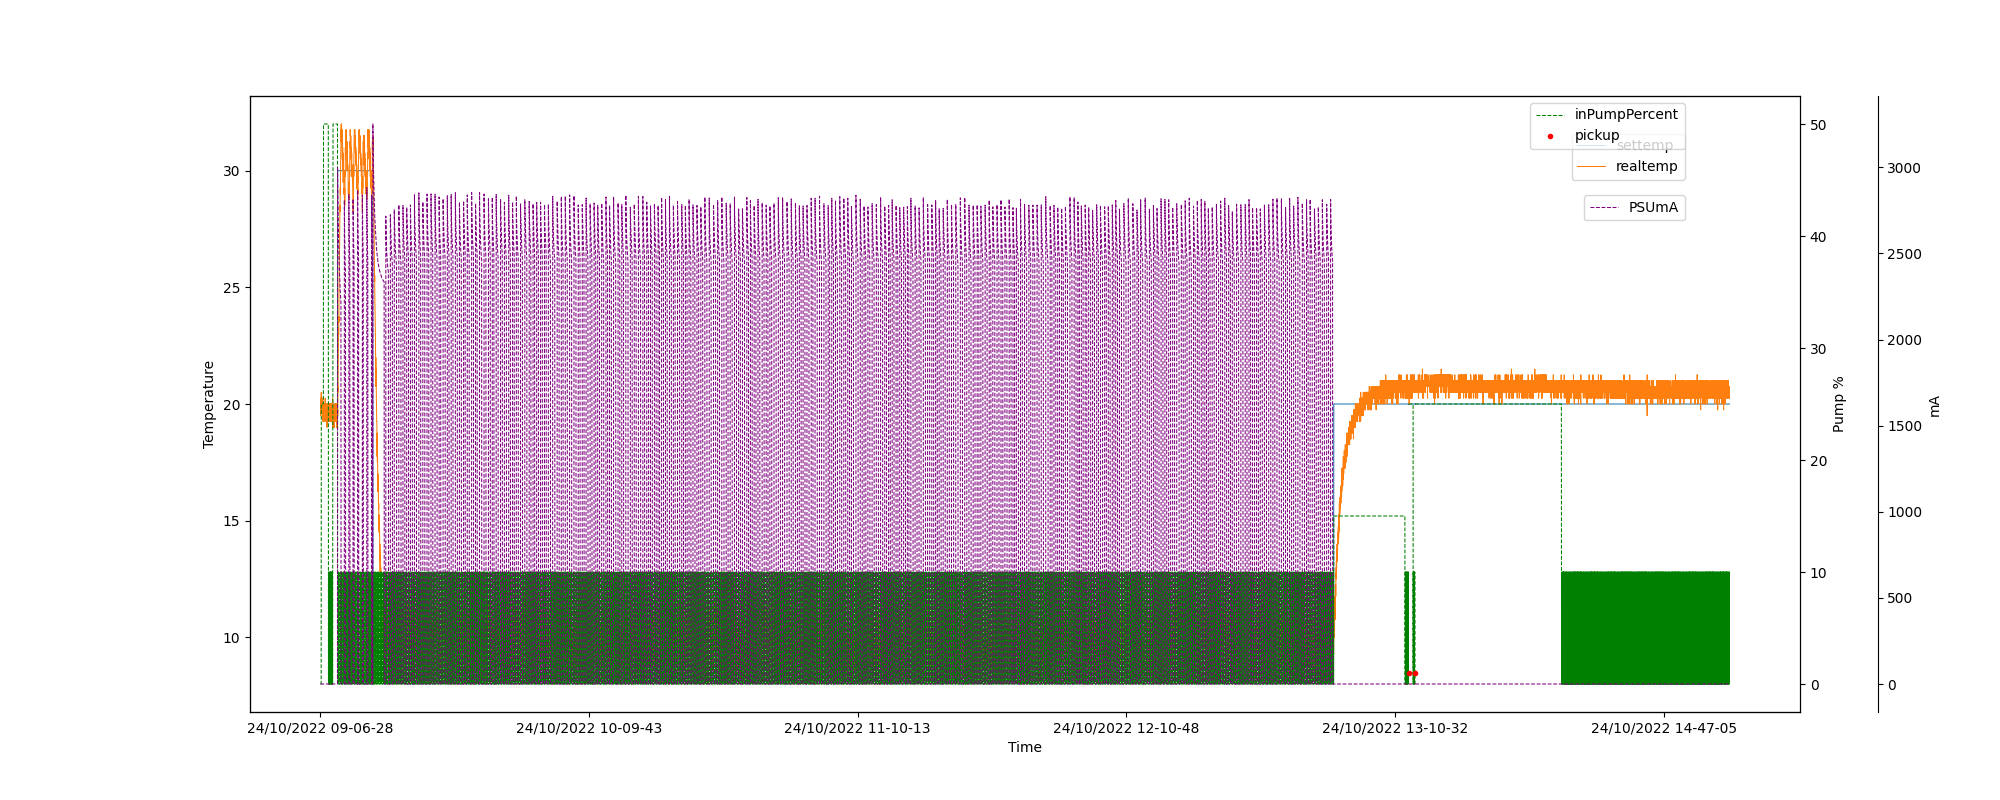 inPumpPercent
pickup
settemp
realtemp
PSUmA
30
25
20
15
10
Temperature
50
40
30
20
10
0
Pump %
3000
2500
2000
1500
1000
500
0
mA
24/10/2022 09-06-28
24/10/2022 10-09-43
24/10/2022 11-10-13
24/10/2022 12-10-48
24/10/2022 13-10-32
24/10/2022 14-47-05
Time